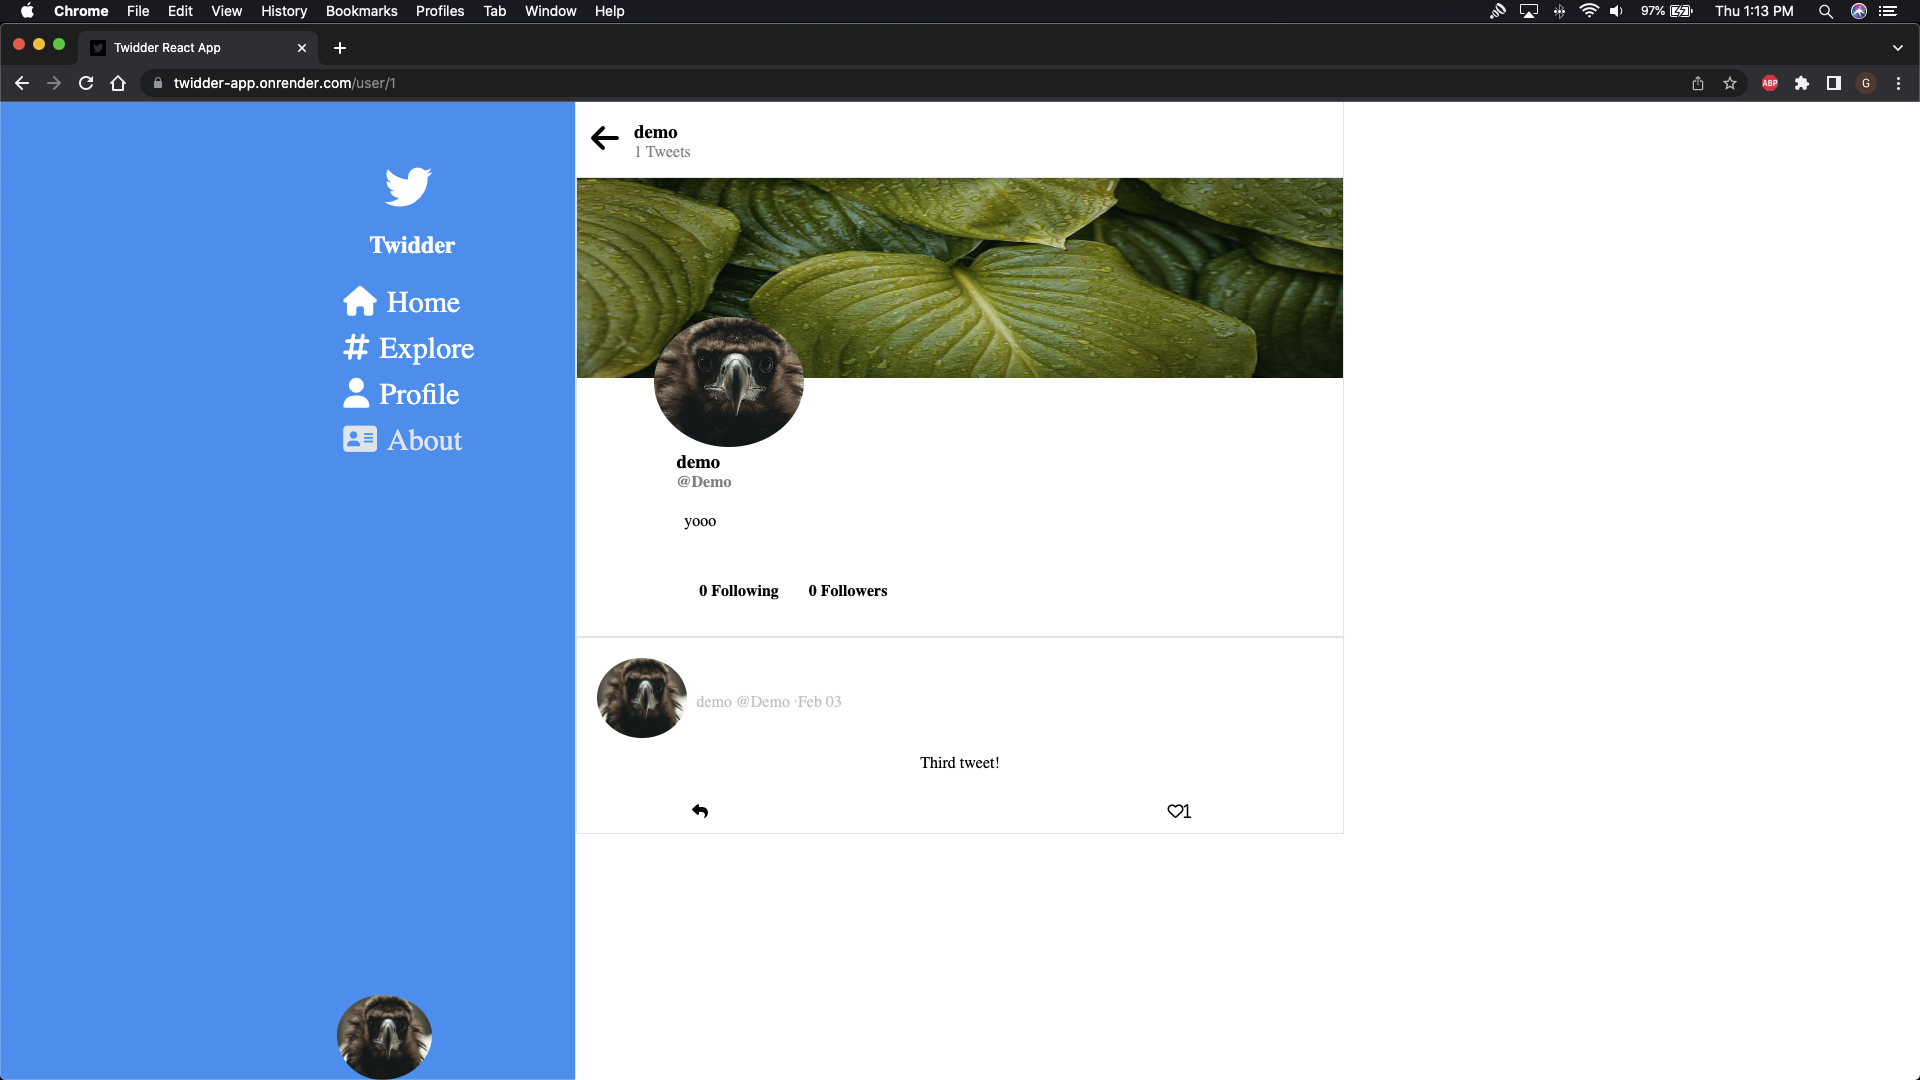 Chrome File Edit View History Bookmarks Profiles Tab Window Help 97% Thu 1:13 PM
Twidder React App
twidder-app.onrender.com/user/1 ABP G
Twidder
Home
Explore
Profile
About
demo
1 Tweets
demo
@Demo
yooo
0 Following 0 Followers
demo @Demo ·Feb 03
Third tweet!
1